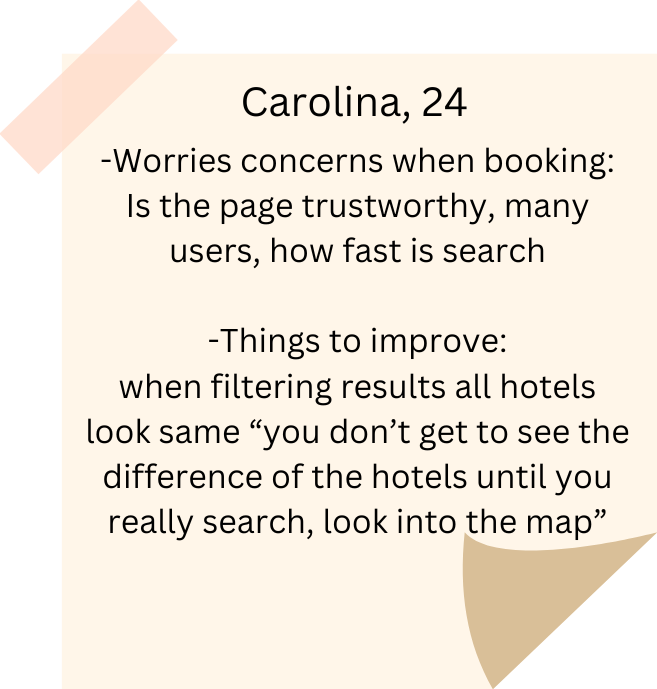 Carolina, 24
-Worries concerns when booking:
Is the page trustworthy, many
users, how fast is search
-Things to improve:
when filtering results all hotels
look same “you don’t get to see the
difference of the hotels until you
really search, look into the map”